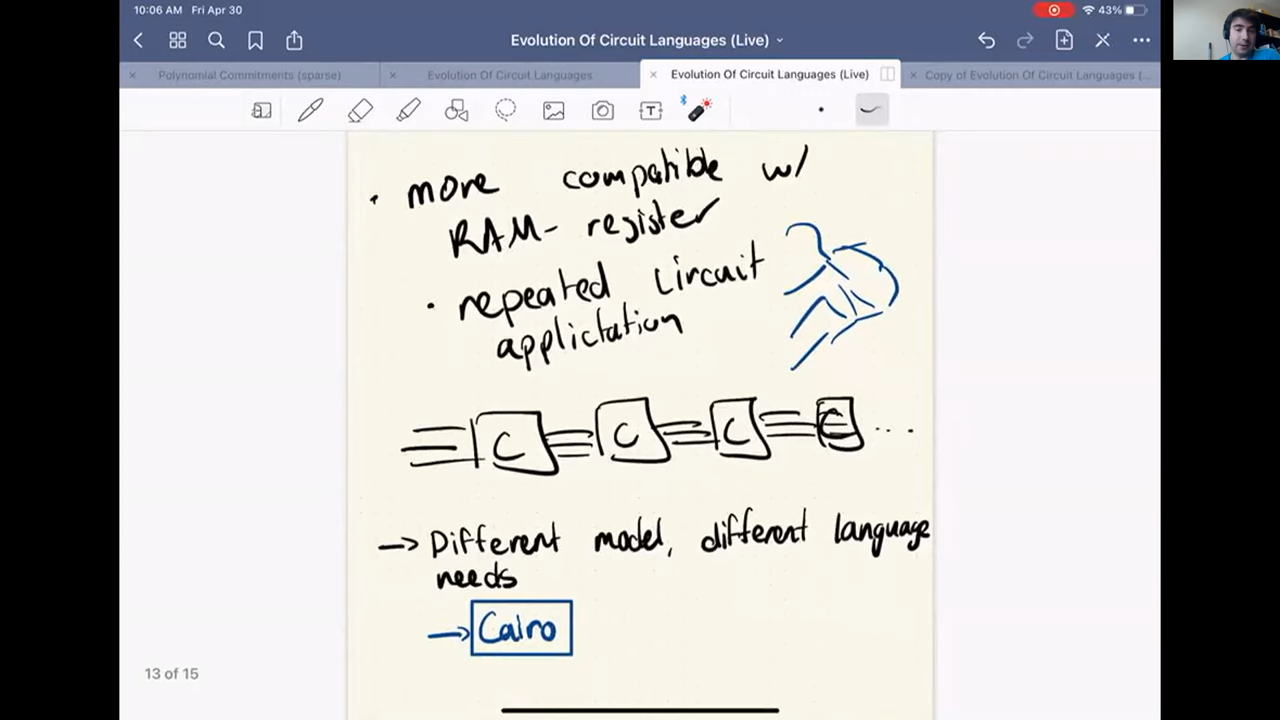 10:06 AM Fri Apr 30
43%
Evolution Of Circuit Languages (Live)
Polynomial Commitments (sparse)
Evolution Of Circuit Languages
Evolution Of Circuit Languages (Live)
Copy of Evolution Of Circuit Languages (...
T
• more compatible w/
RAM- register
• repeated circuit
applictation
C C C C ...
→ Different model, different language
needs
→ Cairo
13 of 15